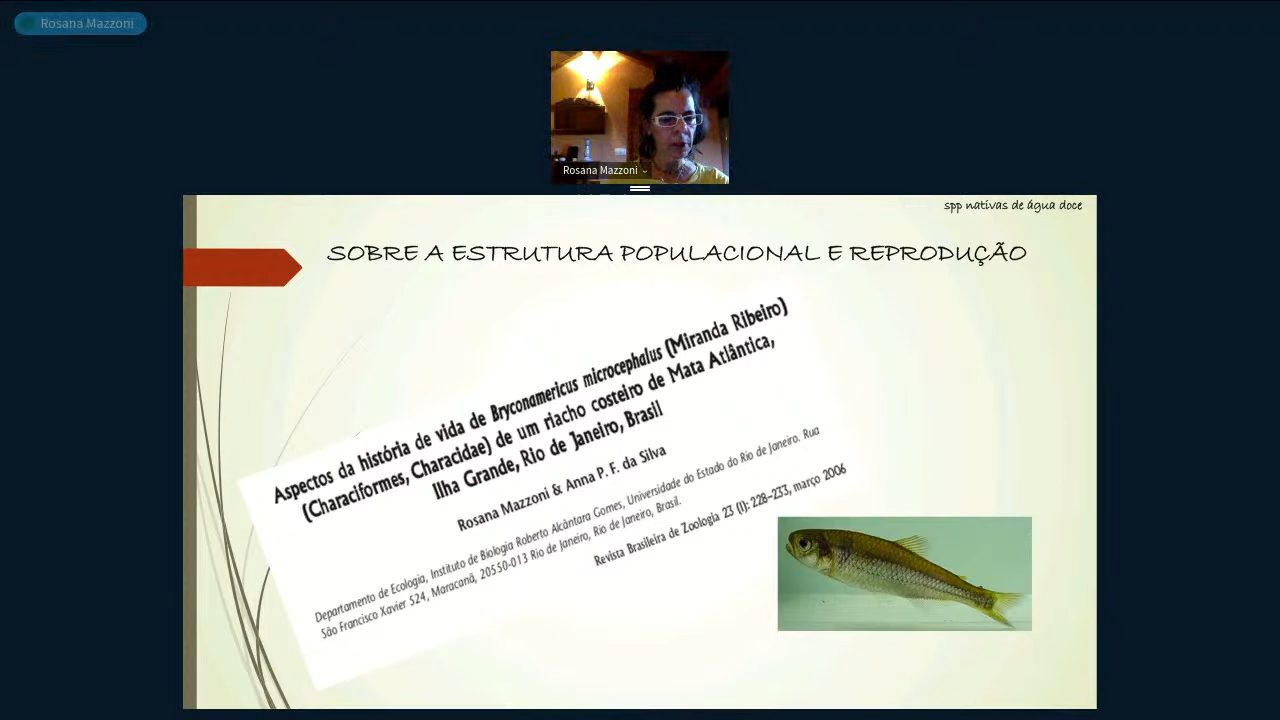 Rosana Mazzoni
Rosana Mazzoni
spp nativas de água doce
SOBRE A ESTRUTURA POPULACIONAL E REPRODUÇÃO
Aspectos da história de vida de Bryconamericus microcephalus (Miranda Ribeiro)
(Characiformes, Characidae) de um riacho costeiro de Mata Atlântica,
Ilha Grande, Rio de Janeiro, Brasil
Rosana Mazzoni & Anna P. F. da Silva
Departamento de Ecologia, Instituto de Biologia Roberto Alcântara Gomes, Universidade do Estado do Rio de Janeiro. Rua
São Francisco Xavier 524, Maracanã, 20550-013 Rio de Janeiro, Rio de Janeiro, Brasil.
Revista Brasileira de Zoologia 23 (1): 228–233, março 2006